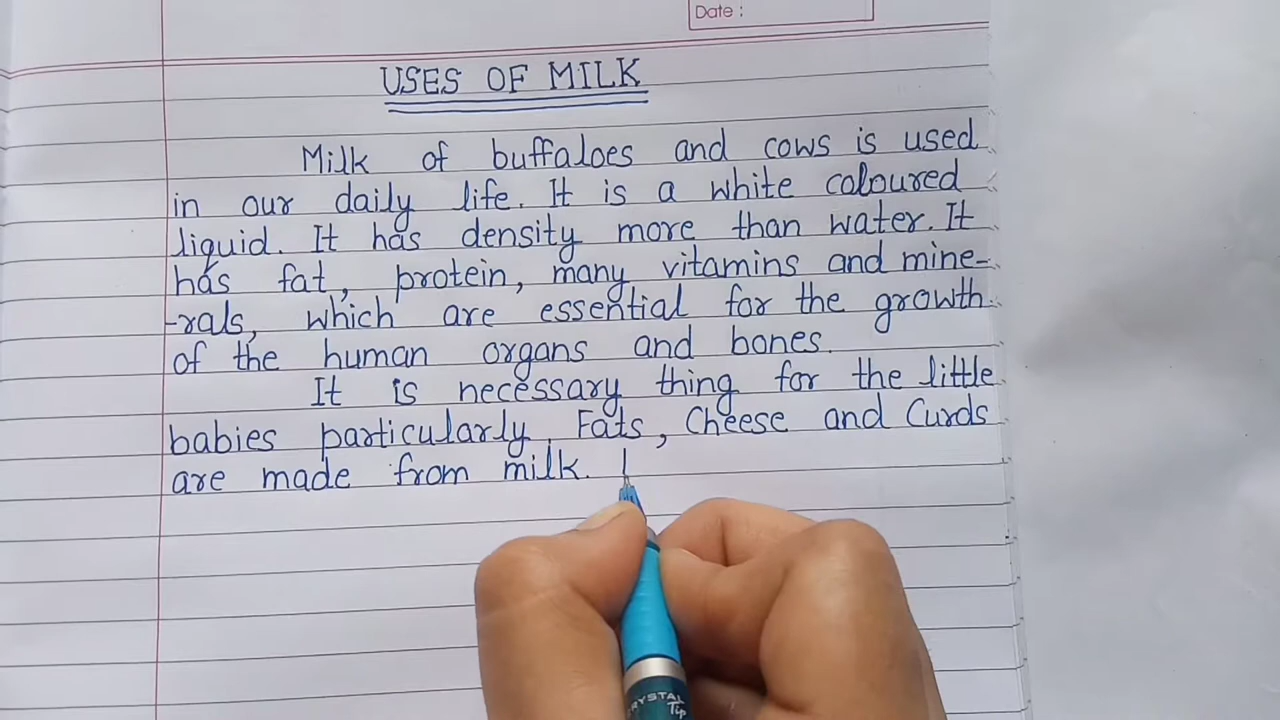 Date :
USES OF MILK
Milk of buffaloes and cows is used
in our daily life. It is a white coloured
liquid. It has density more than water. It
has fat, protein, many vitamins and mine-
-rals, which are essential for the growth
of the human organs and bones.
It is necessary thing for the little
babies particularly. Fats, Cheese and Curds
are made from milk. I
CRYSTAL
Tip